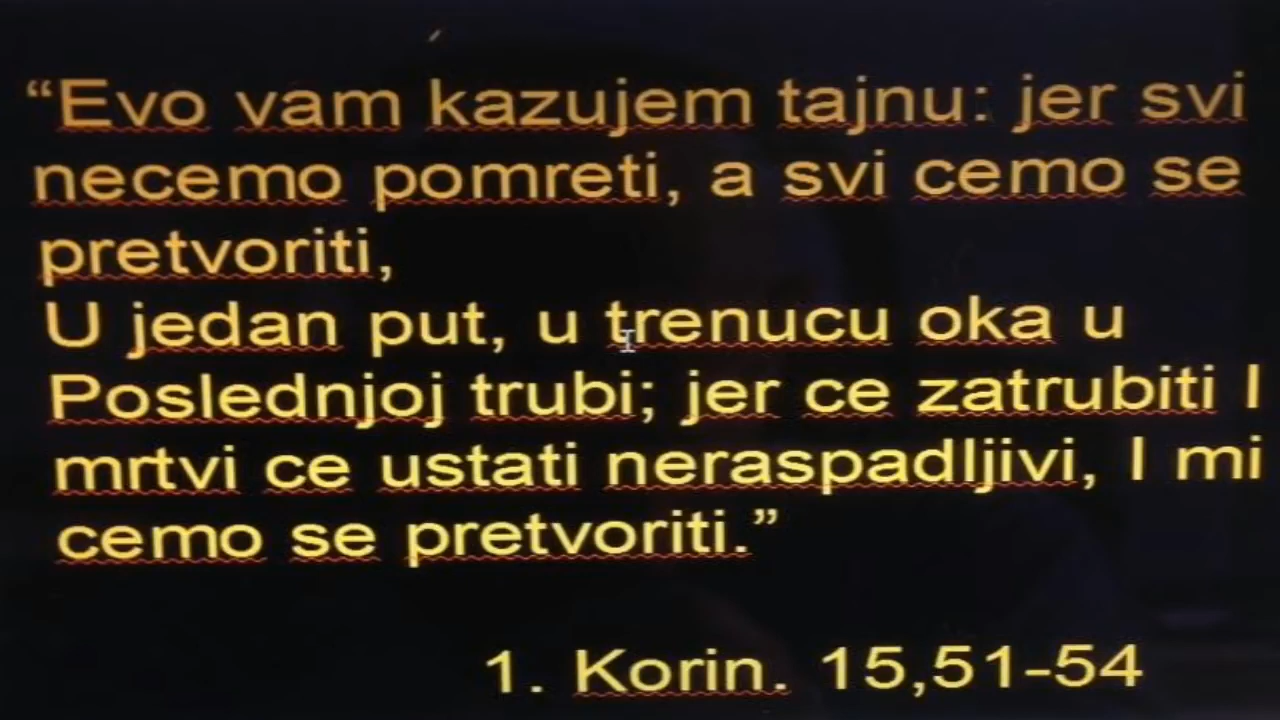 “Evo vam kazujem tajnu: jer svi
necemo pomreti, a svi cemo se
pretvoriti,
U jedan put, u trenucu oka u
Poslednjoj trubi; jer ce zatrubiti I
mrtvi ce ustati neraspadljivi, I mi
cemo se pretvoriti.”
1. Korin. 15,51-54